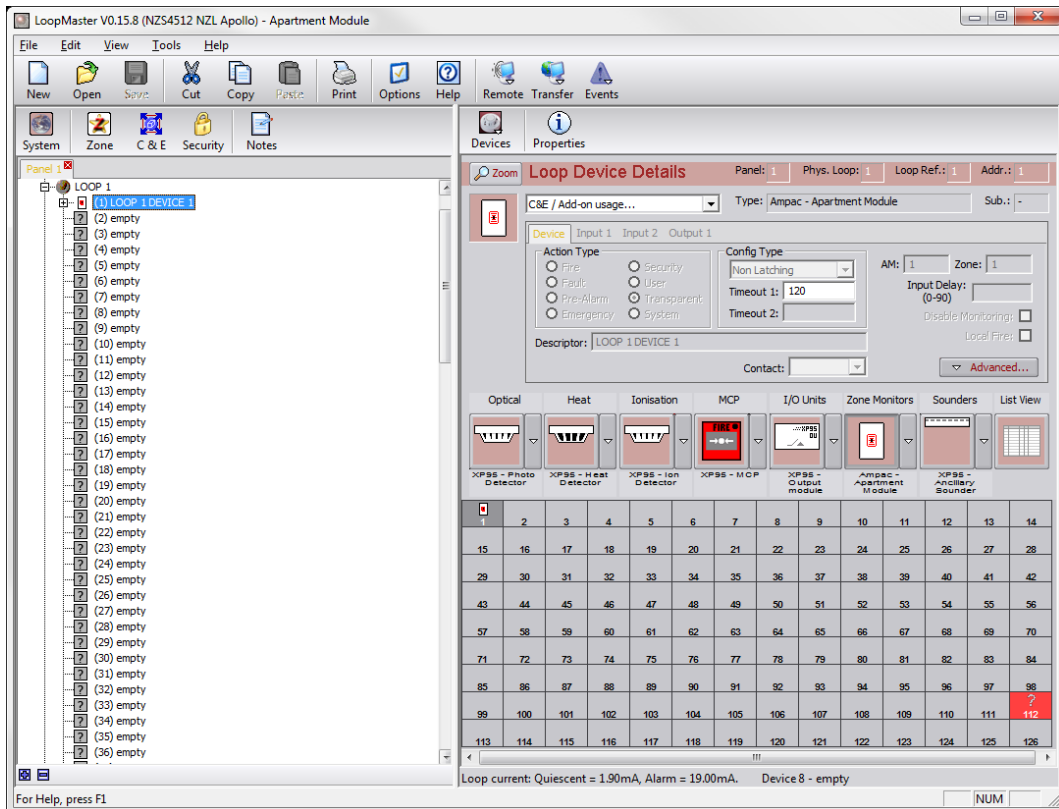 LoopMaster V0.15.8 (NZS4512 NZL Apollo) - Apartment Module
File Edit View Tools Help
New Open Save Cut Copy Paste Print Options Help Remote Transfer Events
System Zone C & E Security Notes
Panel 1
LOOP 1
(1) LOOP 1 DEVICE 1
(2) empty
(3) empty
(4) empty
(5) empty
(6) empty
(7) empty
(8) empty
(9) empty
(10) empty
(11) empty
(12) empty
(13) empty
(14) empty
(15) empty
(16) empty
(17) empty
(18) empty
(19) empty
(20) empty
(21) empty
(22) empty
(23) empty
(24) empty
(25) empty
(26) empty
(27) empty
(28) empty
(29) empty
(30) empty
(31) empty
(32) empty
(33) empty
(34) empty
(35) empty
(36) empty
Devices Properties
Zoom Loop Device Details Panel: 1 Phys. Loop: 1 Loop Ref.: 1 Addr.: 1
C&E / Add-on usage... Type: Ampac - Apartment Module Sub.: -
Device Input 1 Input 2 Output 1
Action Type
Fire Security
Fault User
Pre-Alarm Transparent
Emergency System
Config Type
Non Latching
Timeout 1: 120
Timeout 2:
AM: 1 Zone: 1
Input Delay:
(0-90)
Disable Monitoring:
Local Fire:
Descriptor: LOOP 1 DEVICE 1
Contact:
Advanced...
Optical Heat Ionisation MCP I/O Units Zone Monitors Sounders List View
FIRE
XP95
OU
XP95 - Photo Detector
XP95 - Heat Detector
XP95 - Ion Detector
XP95 - MCP
XP95 - Output module
Ampac - Apartment Module
XP95 - Ancillary Sounder
1 2 3 4 5 6 7 8 9 10 11 12 13 14
15 16 17 18 19 20 21 22 23 24 25 26 27 28
29 30 31 32 33 34 35 36 37 38 39 40 41 42
43 44 45 46 47 48 49 50 51 52 53 54 55 56
57 58 59 60 61 62 63 64 65 66 67 68 69 70
71 72 73 74 75 76 77 78 79 80 81 82 83 84
85 86 87 88 89 90 91 92 93 94 95 96 97 98
99 100 101 102 103 104 105 106 107 108 109 110 111 ? 112
113 114 115 116 117 118 119 120 121 122 123 124 125 126
Loop current: Quiescent = 1.90mA, Alarm = 19.00mA. Device 8 - empty
For Help, press F1
NUM